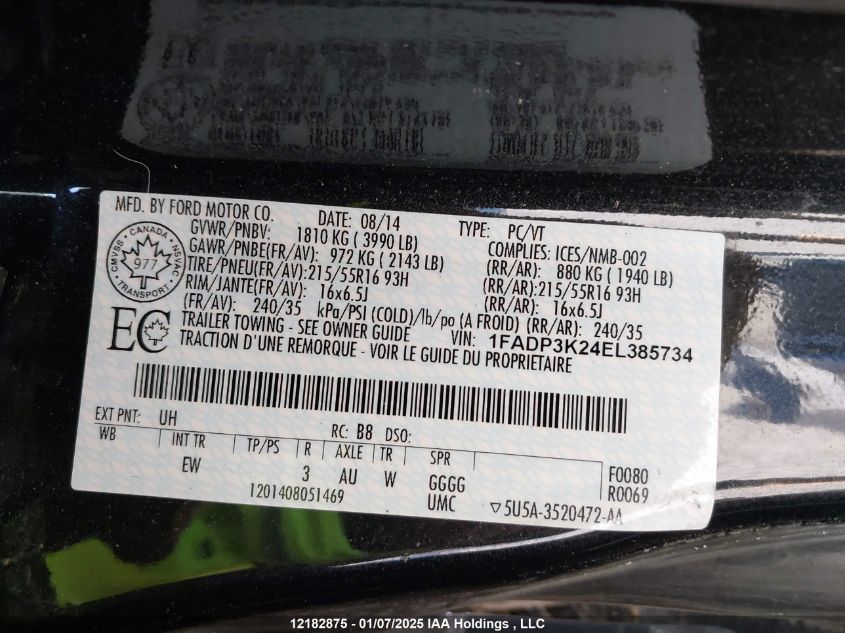 MFD. BY FORD MOTOR CO. DATE: 08/14 TYPE: PC/VT
GVWR/PNBV: 1810 KG ( 3990 LB) COMPLIES: ICES/NMB-002
GAWR/PNBE(FR/AV): 972 KG ( 2143 LB) (RR/AR): 880 KG ( 1940 LB)
TIRE/PNEU(FR/AV):215/55R16 93H (RR/AR):215/55R16 93H
RIM/JANTE(FR/AV): 16x6.5J (RR/AR): 16x6.5J
(FR/AV): 240/35 kPa/PSI (COLD)/lb/po (A FROID) (RR/AR): 240/35
TRAILER TOWING - SEE OWNER GUIDE VIN: 1FADP3K24EL385734
TRACTION D'UNE REMORQUE - VOIR LE GUIDE DU PROPRIETAIRE
CANADA
CMVSS
NSVAC
977
TRANSPORT
EC
EXT PNT: UH RC: B8 DSO:
WB INT TR TP/PS R AXLE TR SPR
EW 3 AU W GGGG F0080
1201408051469 UMC R0069
▽5U5A-3520472-AA
12182875 - 01/07/2025 IAA Holdings , LLC